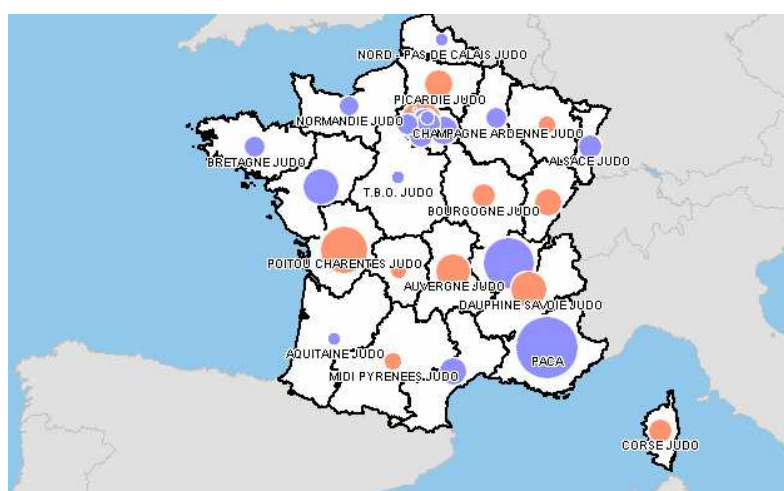 NORD - PAS DE CALAIS JUDO
PICARDIE JUDO
NORMANDIE JUDO
CHAMPAGNE ARDENNE JUDO
BRETAGNE JUDO
ALSACE JUDO
T.B.O. JUDO
BOURGOGNE JUDO
POITOU CHARENTES JUDO
AUVERGNE JUDO
DAUPHINE SAVOIE JUDO
AQUITAINE JUDO
PACA
MIDI PYRENEES JUDO
CORSE JUDO